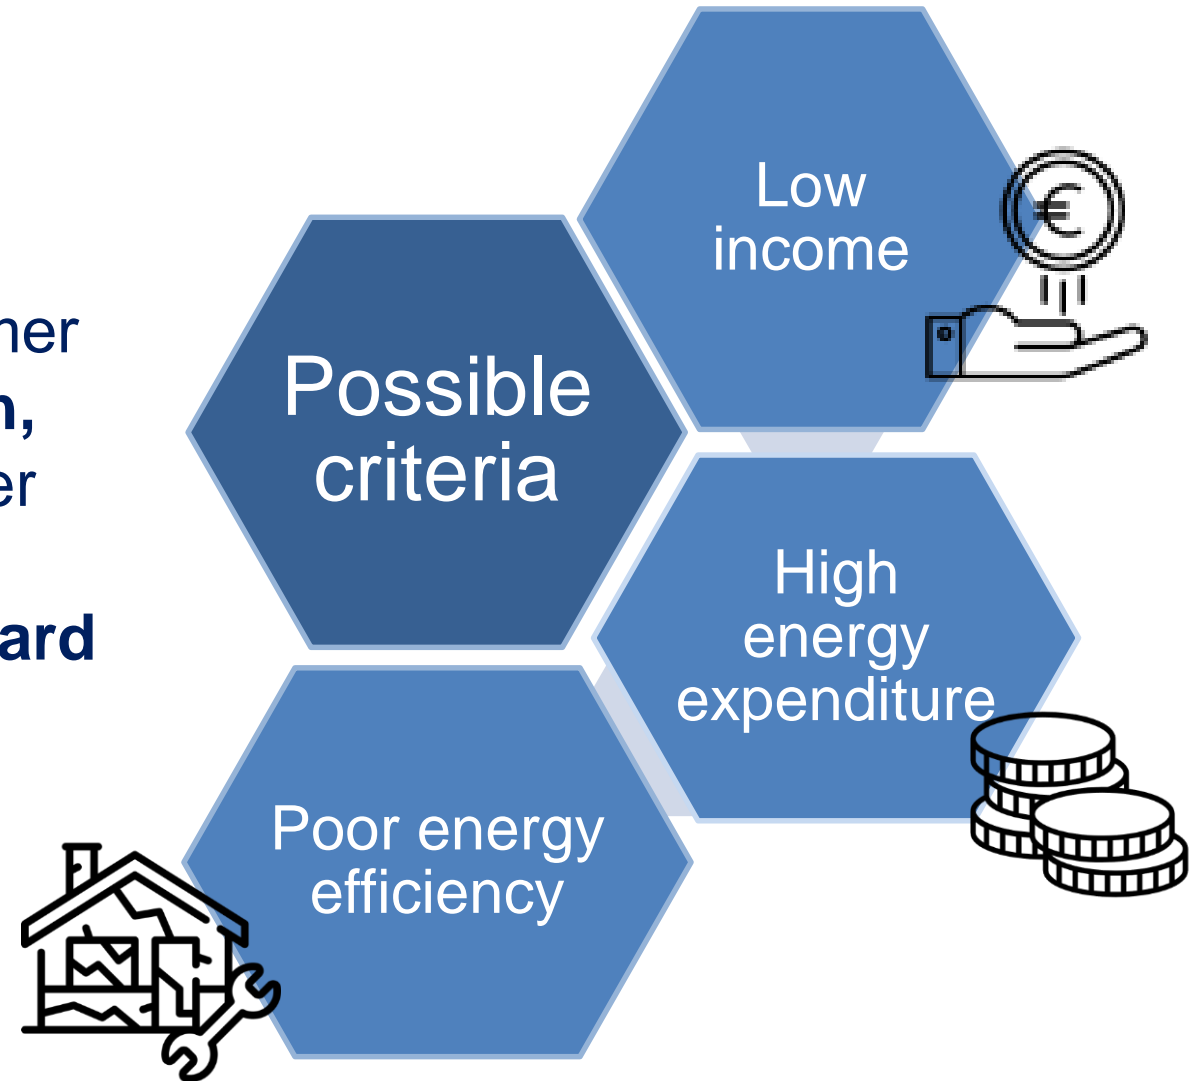 Possible
criteria
Low
income
€
High
energy
expenditure
Poor energy
efficiency